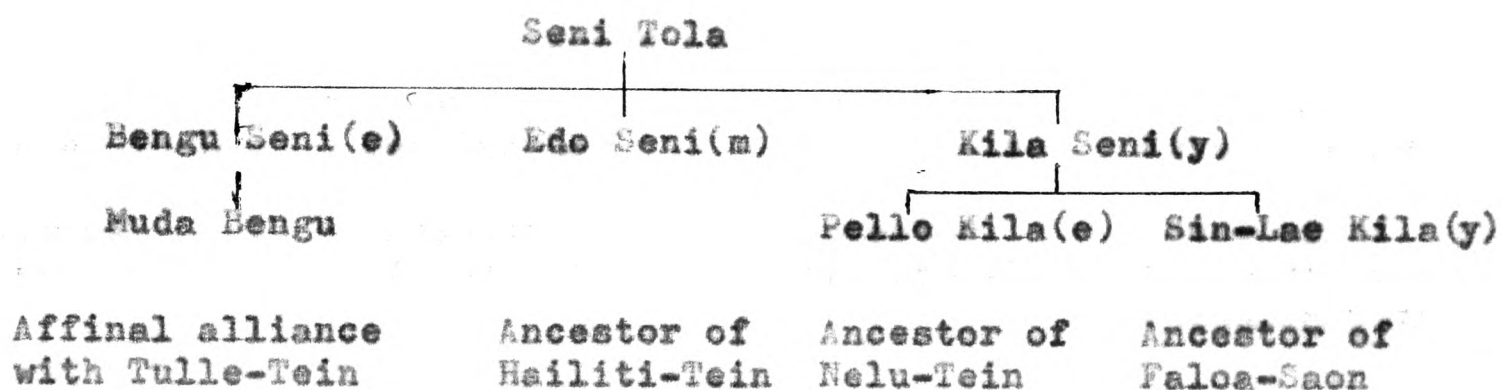 Seni Tola
Bengu Seni(e) Edo Seni(m) Kila Seni(y)
Muda Bengu Pello Kila(e) Sin-Lae Kila(y)
Affinal alliance Ancestor of Ancestor of Ancestor of
with Tulle-Tein Hailiti-Tein Nelu-Tein Faloa-Saon